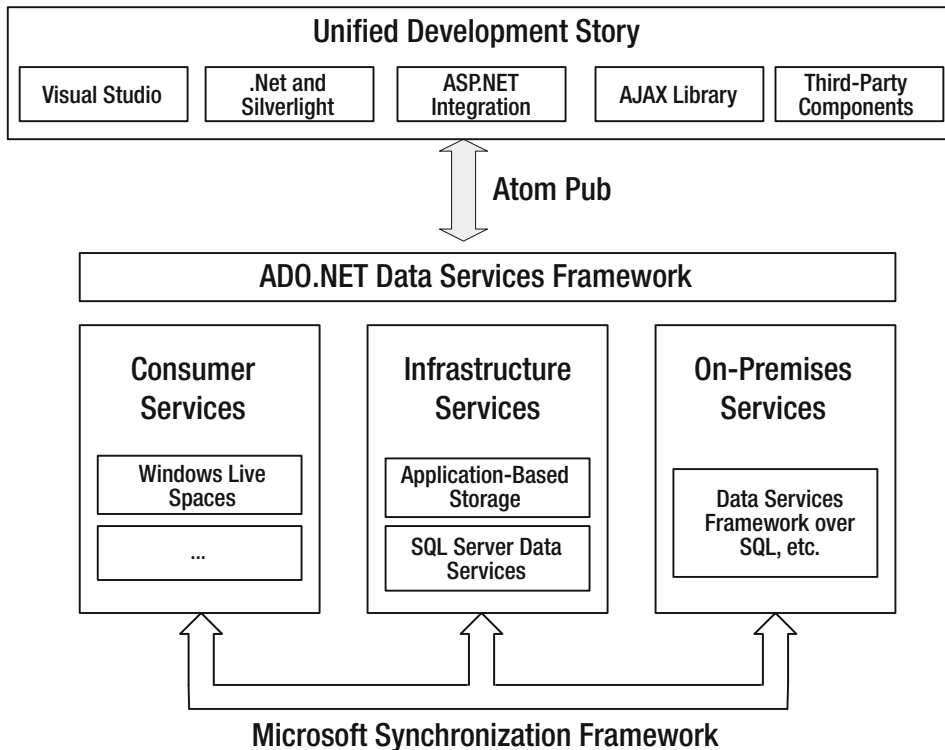 Unified Development Story
Visual Studio
.Net and
Silverlight
ASP.NET
Integration
AJAX Library
Third-Party
Components
Atom Pub
ADO.NET Data Services Framework
Consumer
Services
Windows Live
Spaces
...
Infrastructure
Services
Application-Based
Storage
SQL Server Data
Services
On-Premises
Services
Data Services
Framework over
SQL, etc.
Microsoft Synchronization Framework